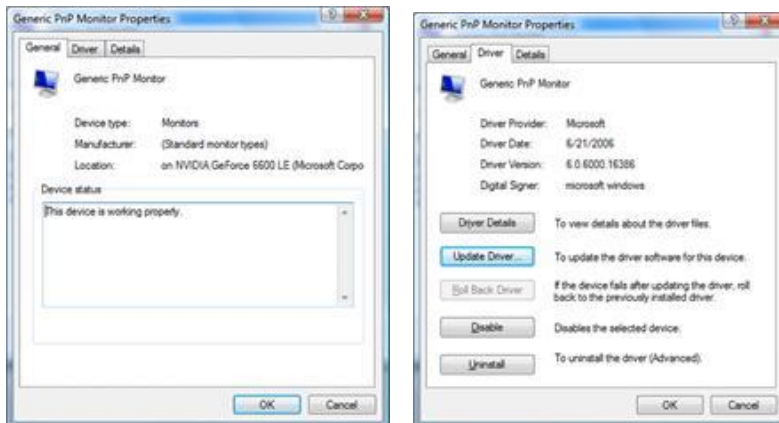 Generic PnP Monitor Properties
General Driver Details
Generic PnP Monitor
Device type: Monitors
Manufacturer: (Standard monitor types)
Location: on NVIDIA GeForce 6600 LE (Microsoft Corpo
Device status
This device is working properly.
OK Cancel
Generic PnP Monitor Properties
General Driver Details
Generic PnP Monitor
Driver Provider: Microsoft
Driver Date: 6/21/2006
Driver Version: 6.0.6000.16386
Digital Signer: microsoft windows
Driver Details To view details about the driver files.
Update Driver... To update the driver software for this device.
Roll Back Driver If the device fails after updating the driver, roll
back to the previously installed driver.
Disable Disables the selected device.
Uninstall To uninstall the driver (Advanced).
OK Cancel